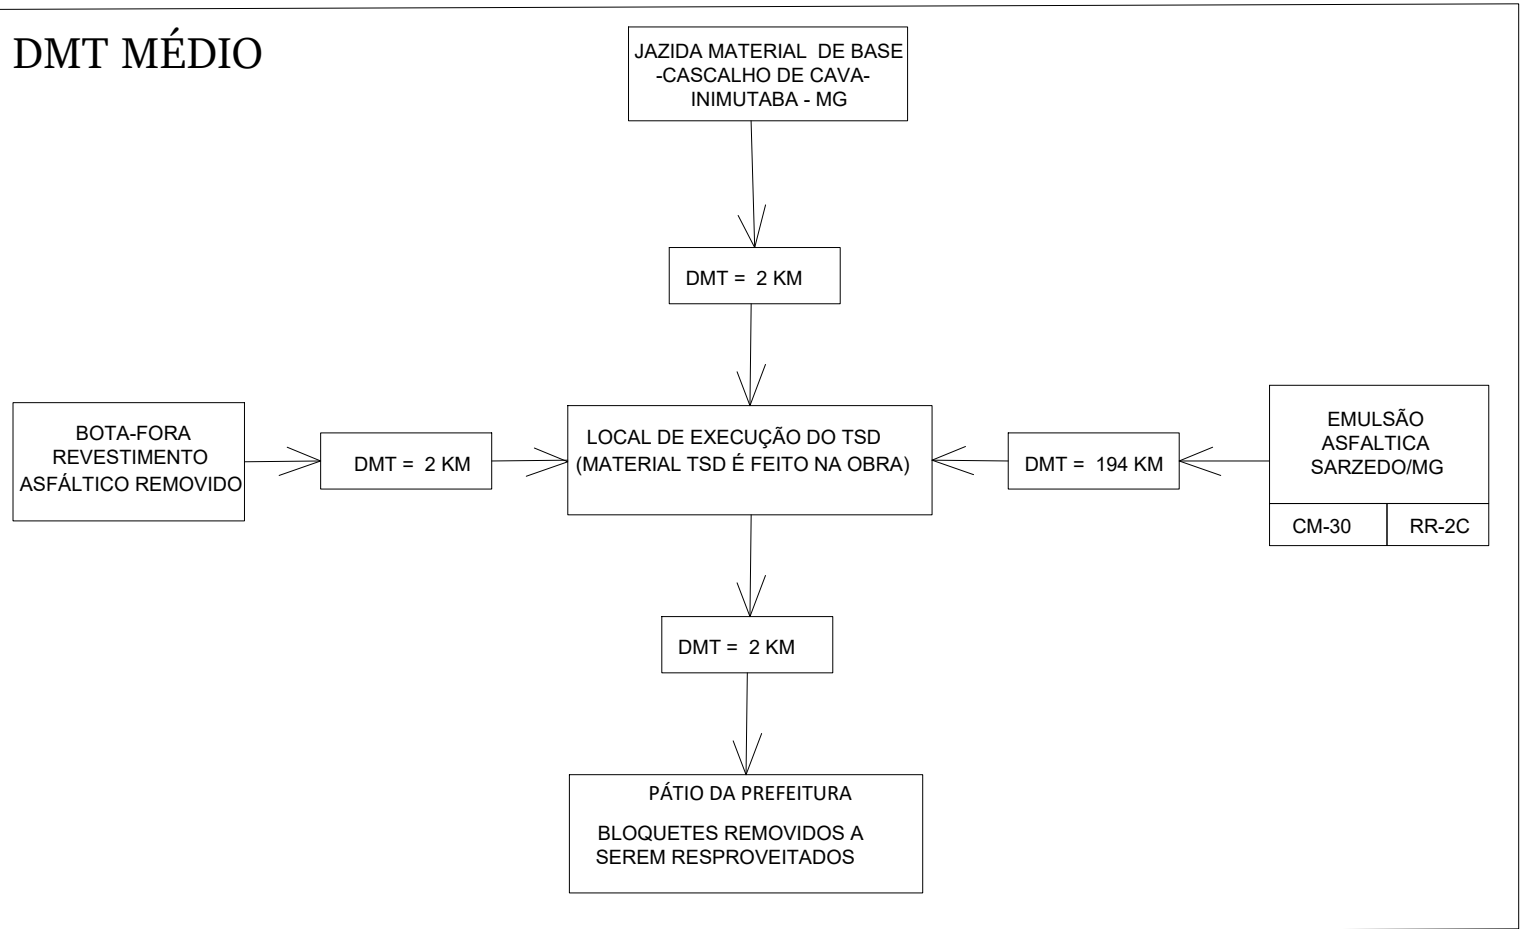 DMT MÉDIO
JAZIDA MATERIAL DE BASE
-CASCALHO DE CAVA-
INIMUTABA - MG
DMT = 2 KM
BOTA-FORA
REVESTIMENTO
ASFÁLTICO REMOVIDO
DMT = 2 KM
LOCAL DE EXECUÇÃO DO TSD
(MATERIAL TSD É FEITO NA OBRA)
DMT = 194 KM
EMULSÃO
ASFALTICA
SARZEDO/MG
CM-30
RR-2C
DMT = 2 KM
PÁTIO DA PREFEITURA
BLOQUETES REMOVIDOS A
SEREM RESPROVEITADOS